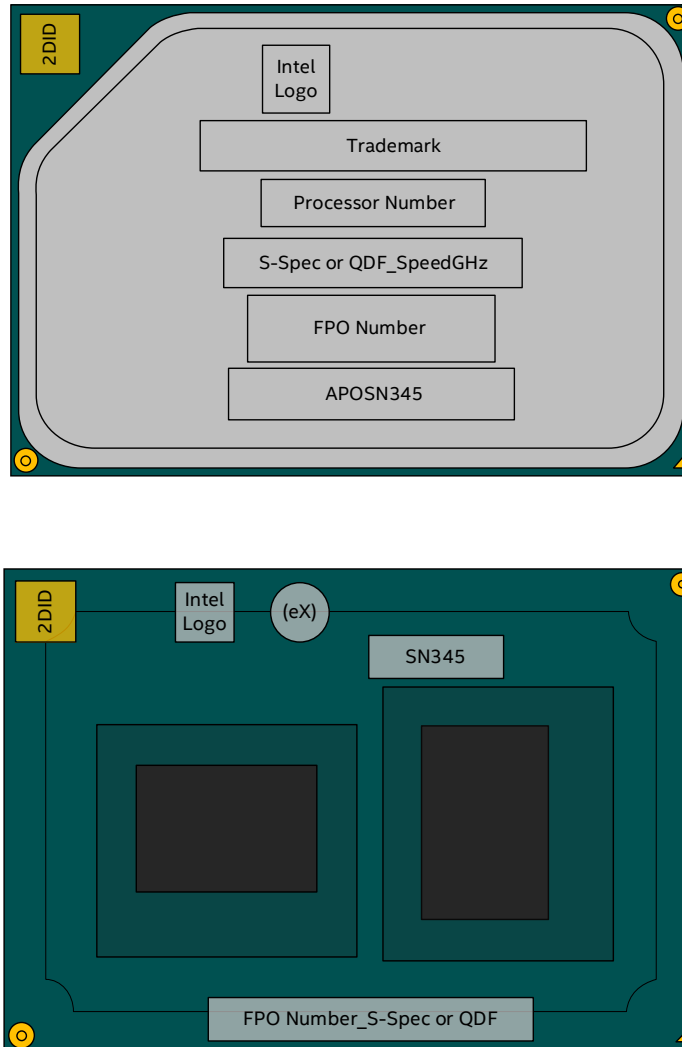 2DID
Intel
Logo
Trademark
Processor Number
S-Spec or QDF_SpeedGHz
FPO Number
APOSN345
2DID
Intel
Logo
(eX)
SN345
FPO Number_S-Spec or QDF